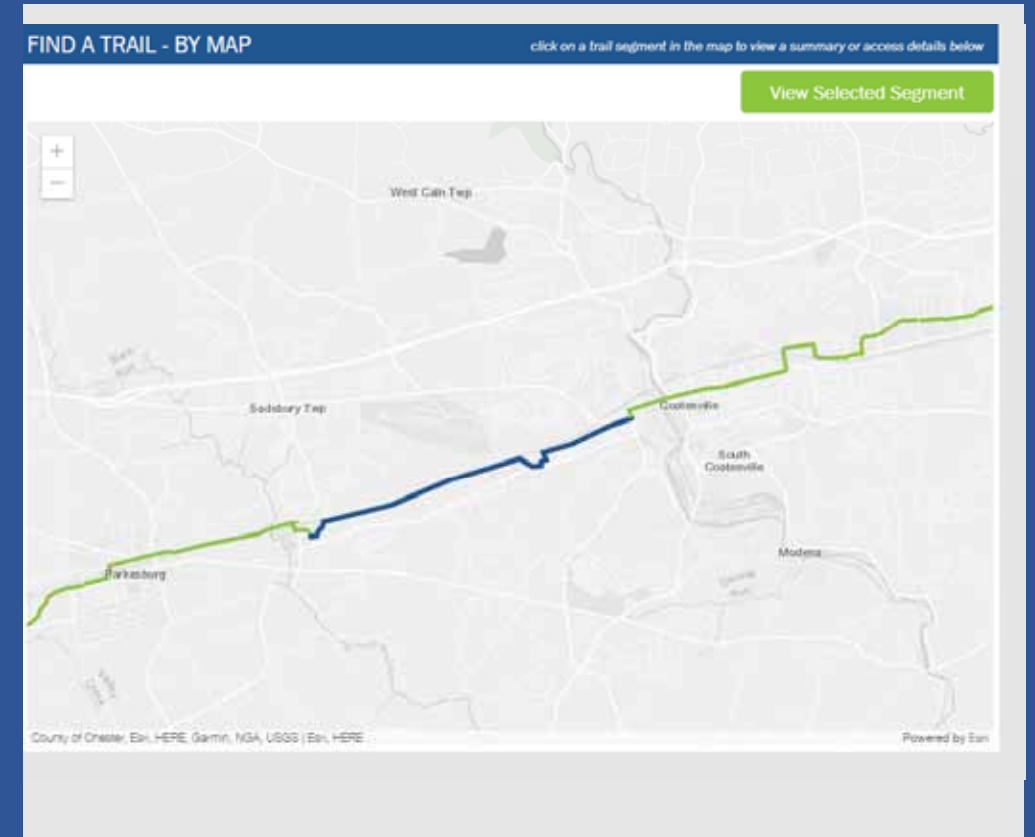 FIND A TRAIL - BY MAP
click on a trail segment in the map to view a summary or access details below
View Selected Segment
+
−
West Caln Twp
Sadsbury Twp
Coatesville
South
Coatesville
Modena
Parkesburg
Valley
County of Chester, Esri, HERE, Garmin, NGA, USGS | Esri, HERE
Powered by Esri